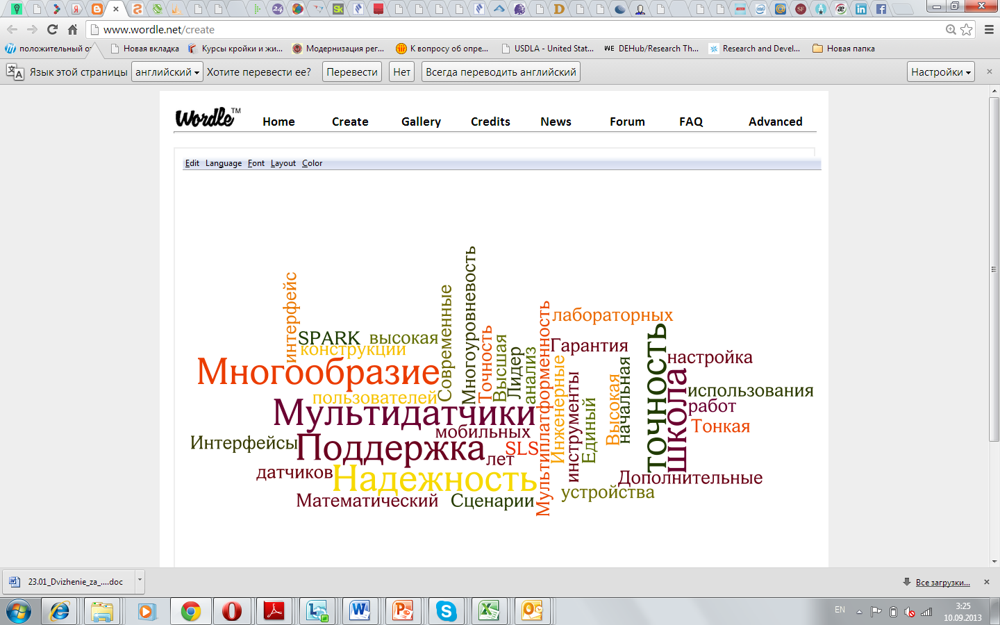 www.wordle.net/create
положительный от
Новая вкладка
Курсы кройки и жи...
Модернизация рег...
К вопросу об опре...
USDLA - United Stat...
WE DEHub/Research Th...
Research and Devel...
Новая папка
Язык этой страницы английский Хотите перевести ее? Перевести Нет Всегда переводить английский Настройки
Wordle™ Home Create Gallery Credits News Forum FAQ Advanced
Edit Language Font Layout Color
интерфейс
SPARK
высокая
конструкции
Многообразие
пользователей
Современные
Многоуровневость
Точность
Высшая
Лидер
анализ
Мультиплатформенность
лабораторных
Гарантия
Мультидатчики
мобильных
Интерфейсы
Поддержка
SLS
лет
датчиков
Надежность
Математический
Сценарии
Инженерные
инструменты
Единый
Высокая
начальная
точность
школа
настройка
использования
работ
Тонкая
Дополнительные
устройства
23.01_Dvizhenie_za_....doc
Все загрузки...
EN
3:25
10.09.2013